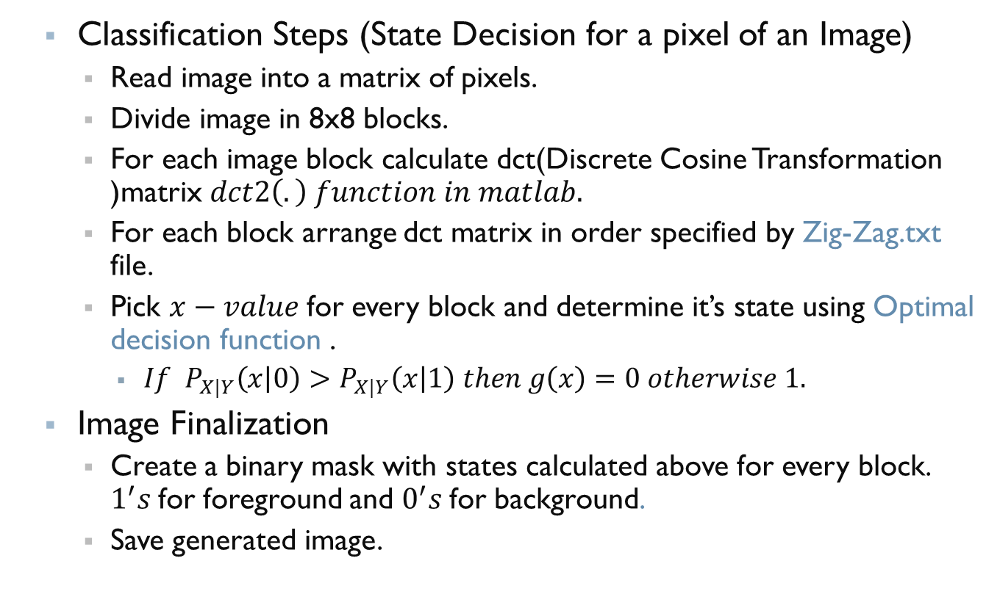 Classification Steps (State Decision for a pixel of an Image)
Read image into a matrix of pixels.
Divide image in 8x8 blocks.
For each image block calculate dct(Discrete Cosine Transformation
)matrix dct2(.) function in matlab.
For each block arrange dct matrix in order specified by Zig-Zag.txt
file.
Pick x − value for every block and determine it’s state using Optimal
decision function .
If P_{X|Y}(x|0) > P_{X|Y}(x|1) then g(x) = 0 otherwise 1.
Image Finalization
Create a binary mask with states calculated above for every block.
1′s for foreground and 0′s for background.
Save generated image.